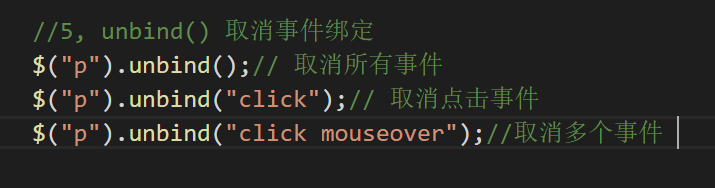 //5, unbind() 取消事件绑定
$("p").unbind();// 取消所有事件
$("p").unbind("click");// 取消点击事件
$("p").unbind("click mouseover");//取消多个事件